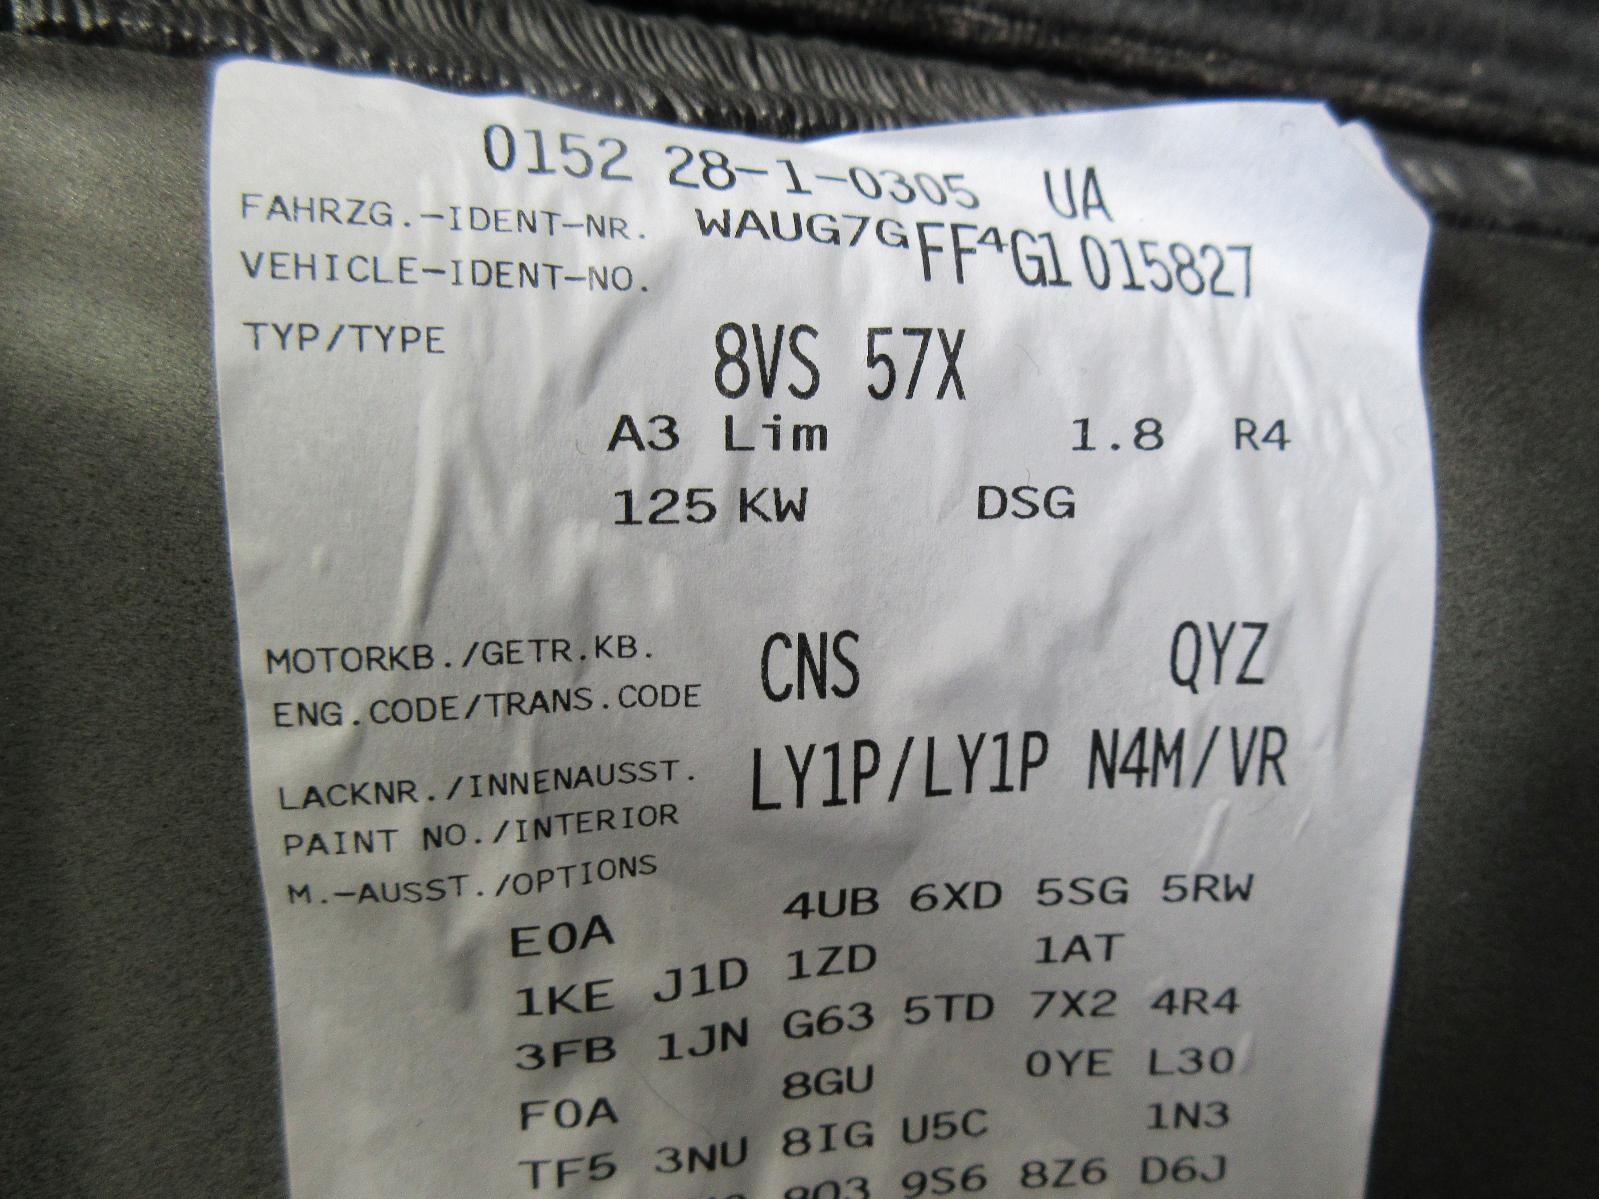 0152 28-1-0305 UA
FAHRZG.-IDENT-NR. WAUG7GFF4G1015827
VEHICLE-IDENT-NO.
TYP/TYPE 8VS 57X
A3 Lim 1.8 R4
125 KW DSG
MOTORKB./GETR.KB. CNS QYZ
ENG.CODE/TRANS.CODE
LACKNR./INNENAUSST. LY1P/LY1P N4M/VR
PAINT NO./INTERIOR
M.-AUSST./OPTIONS
E0A 4UB 6XD 5SG 5RW
1KE J1D 1ZD 1AT
3FB 1JN G63 5TD 7X2 4R4
F0A 8GU 0YE L30
TF5 3NU 8IG U5C 1N3
9S6 8Z6 D6J